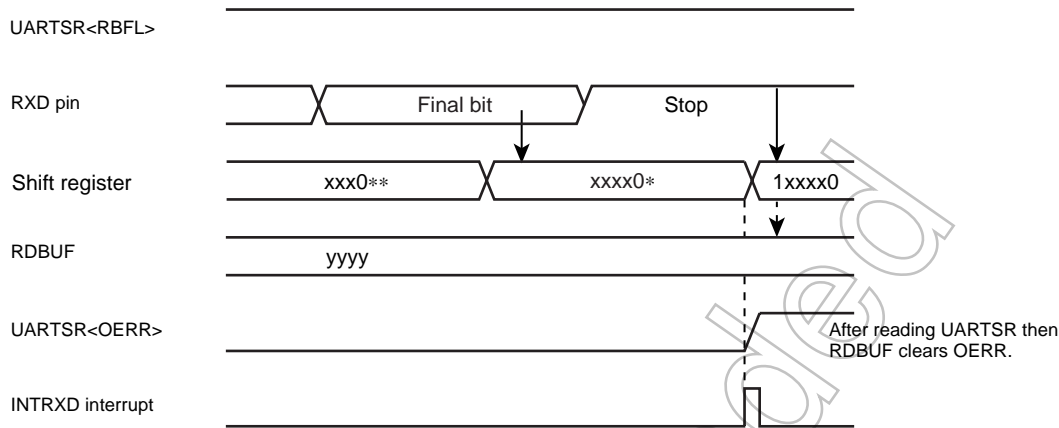 UARTSR<RBFL>
RXD pin
Final bit
Stop
Shift register
xxx0**
xxxx0*
1xxxx0
RDBUF
yyyy
UARTSR<OERR>
After reading UARTSR then
RDBUF clears OERR.
INTRXD interrupt
ded